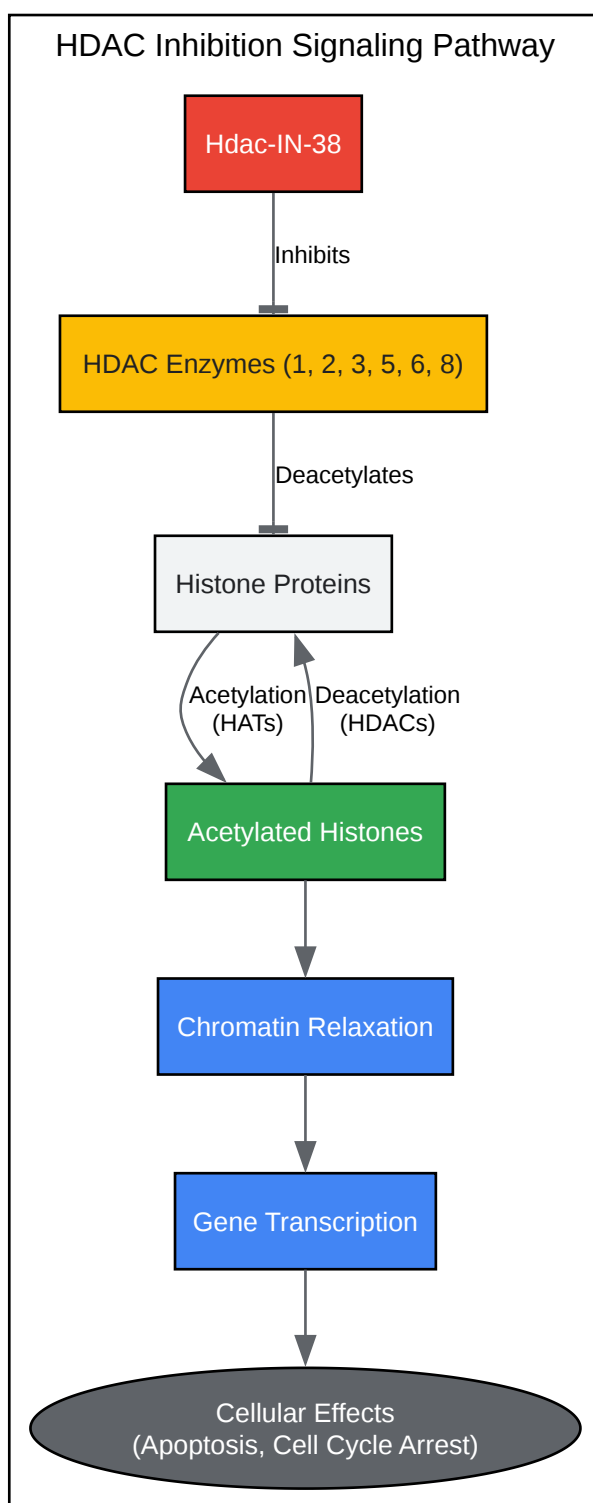 HDAC Inhibition Signaling Pathway
Hdac-IN-38
Inhibits
HDAC Enzymes (1, 2, 3, 5, 6, 8)
Deacetylates
Histone Proteins
Acetylation
(HATs)
Deacetylation
(HDACs)
Acetylated Histones
Chromatin Relaxation
Gene Transcription
Cellular Effects
(Apoptosis, Cell Cycle Arrest)